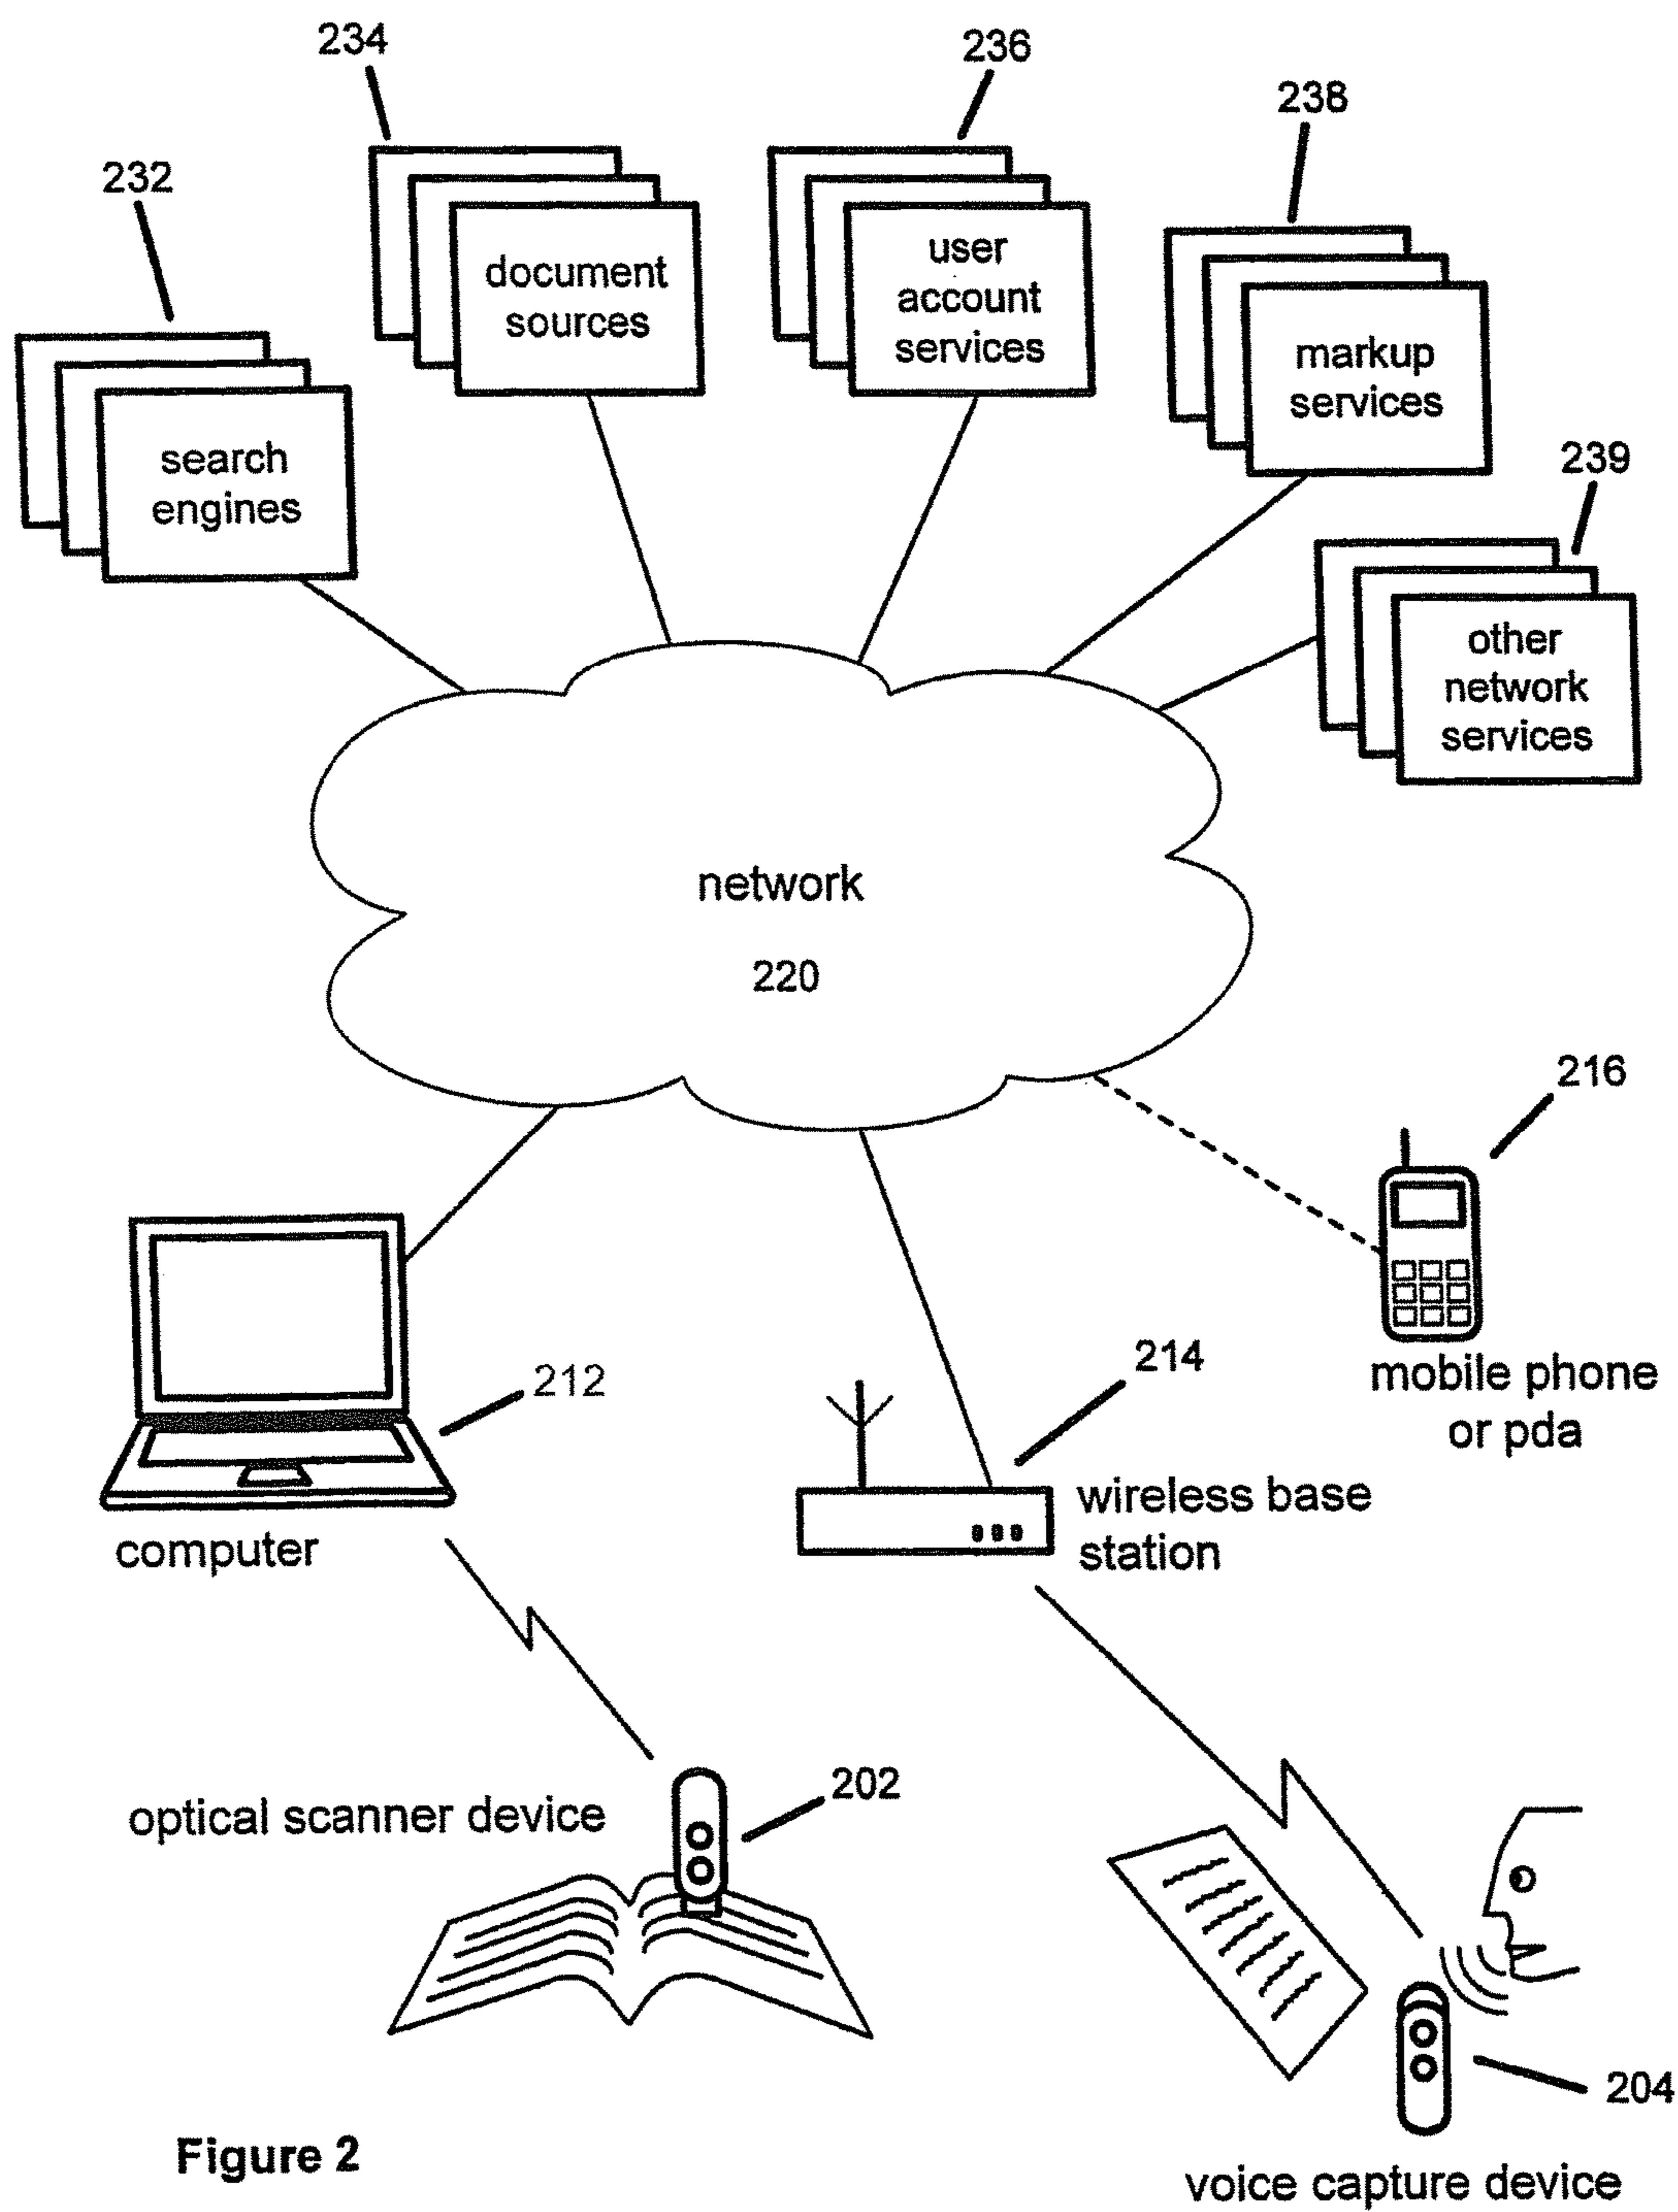 234
236
238
232
document
sources
user
account
services
markup
services
search
engines
239
other
network
services
network
220
216
mobile phone
or pda
212
214
computer
wireless base
station
optical scanner device
202
204
Figure 2
voice capture device